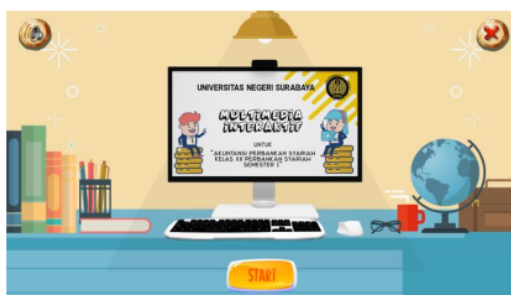 UNIVERSITAS NEGERI SURABAYA
MULTIMEDIA
INTERAKTIF
UNTUK
"AKUNTANSI PERBANKAN SYARIAH
KELAS XII PERBANKAN SYARIAH
SEMESTER 1"
START